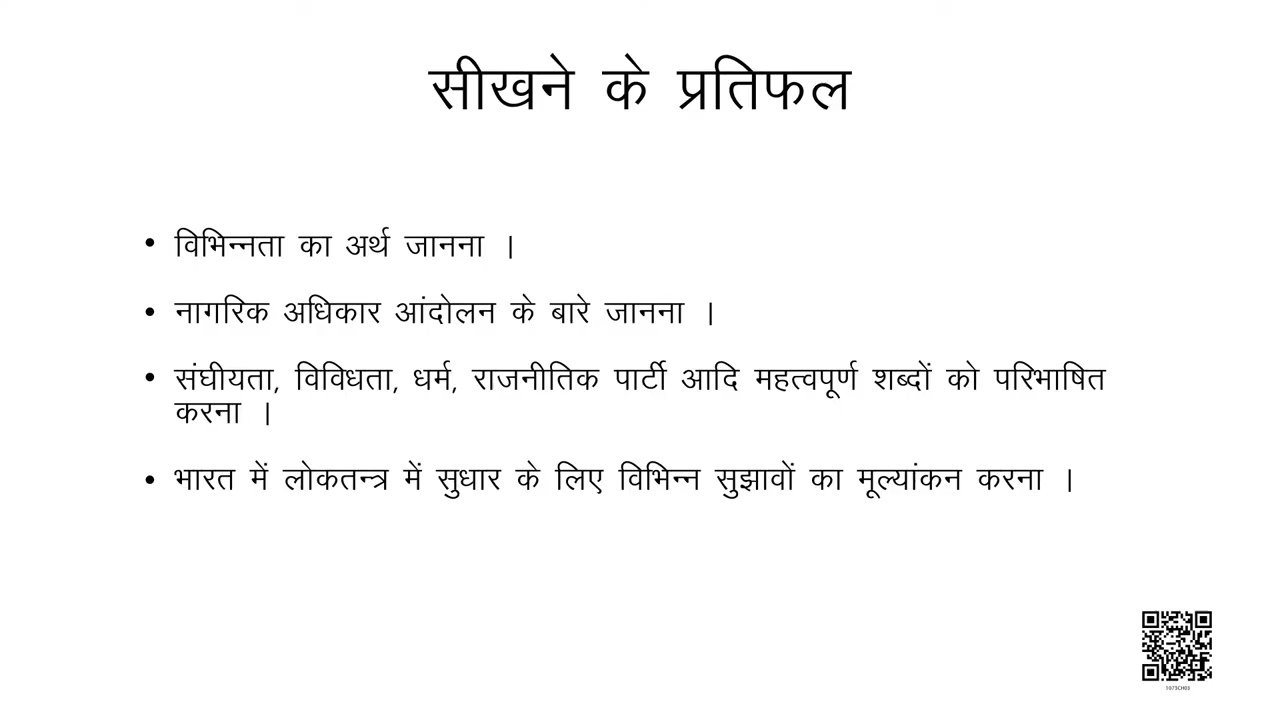 सीखने के प्रतिफल
• विभिन्नता का अर्थ जानना ।
• नागरिक अधिकार आंदोलन के बारे जानना ।
• संघीयता, विविधता, धर्म, राजनीतिक पार्टी आदि महत्वपूर्ण शब्दों को परिभाषित
करना ।
• भारत में लोकतन्त्र में सुधार के लिए विभिन्न सुझावों का मूल्यांकन करना ।
1073CH03